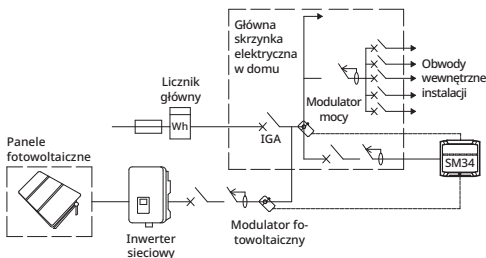 Główna
skrzynka
elektryczna
w domu
Licznik
główny
Wh
IGA
Modulator
mocy
Obwody
wewnętrzne
instalacji
SM34
Panele
fotowoltaiczne
Inwerter
sieciowy
Modulator fo-
towoltaiczny